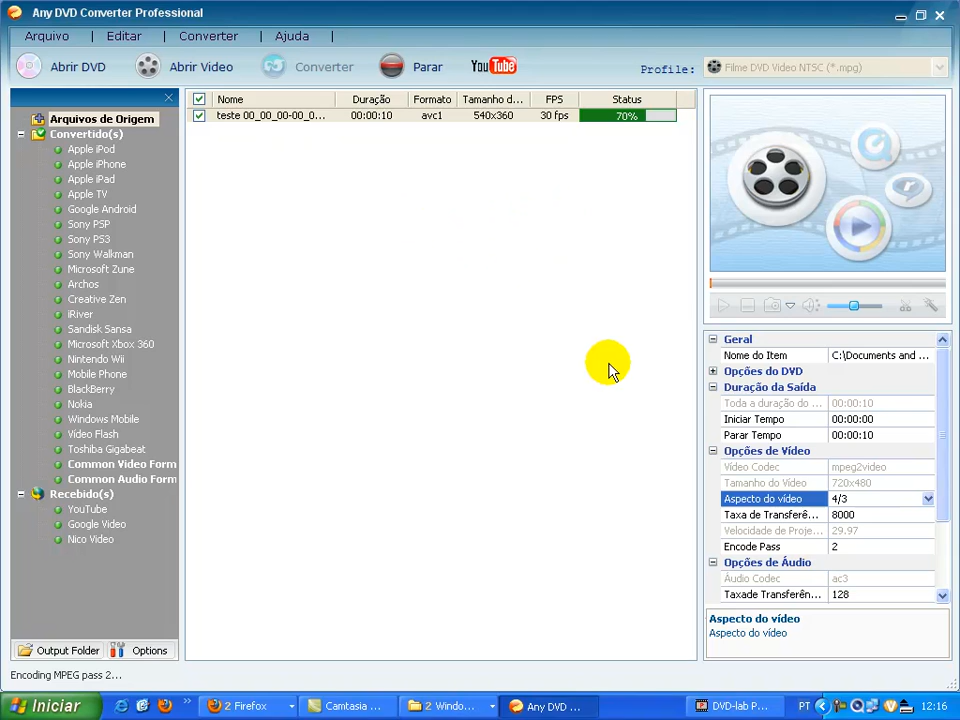 Any DVD Converter Professional
Arquivo | Editar | Converter | Ajuda |
Abrir DVD Abrir Video Converter Parar YouTube Profile: Filme DVD Video NTSC (*.mpg)
Nome Duração Formato Tamanho d... FPS Status
teste 00_00_00-00_0... 00:00:10 avc1 540x360 30 fps 70%
Arquivos de Origem
Convertido(s)
Apple iPod
Apple iPhone
Apple iPad
Apple TV
Google Android
Sony PSP
Sony PS3
Sony Walkman
Microsoft Zune
Archos
Creative Zen
iRiver
Sandisk Sansa
Microsoft Xbox 360
Nintendo Wii
Mobile Phone
BlackBerry
Nokia
Windows Mobile
Vídeo Flash
Toshiba Gigabeat
Common Video Form
Common Audio Form
Recebido(s)
YouTube
Google Video
Nico Video
Output Folder Options
Geral
Nome do Item C:\Documents and ...
Opções do DVD
Duração da Saída
Toda a duração do ... 00:00:10
Iniciar Tempo 00:00:00
Parar Tempo 00:00:10
Opções de Vídeo
Vídeo Codec mpeg2video
Tamanho do Vídeo 720x480
Aspecto do vídeo 4/3
Taxa de Transferê... 8000
Velocidade de Proje... 29.97
Encode Pass 2
Opções de Áudio
Áudio Codec ac3
Taxade Transferênc... 128
Aspecto do vídeo
Aspecto do vídeo
Encoding MPEG pass 2...
Iniciar » 2 Firefox Camtasia ... 2 Windo... Any DVD ... DVD-lab P... PT 12:16